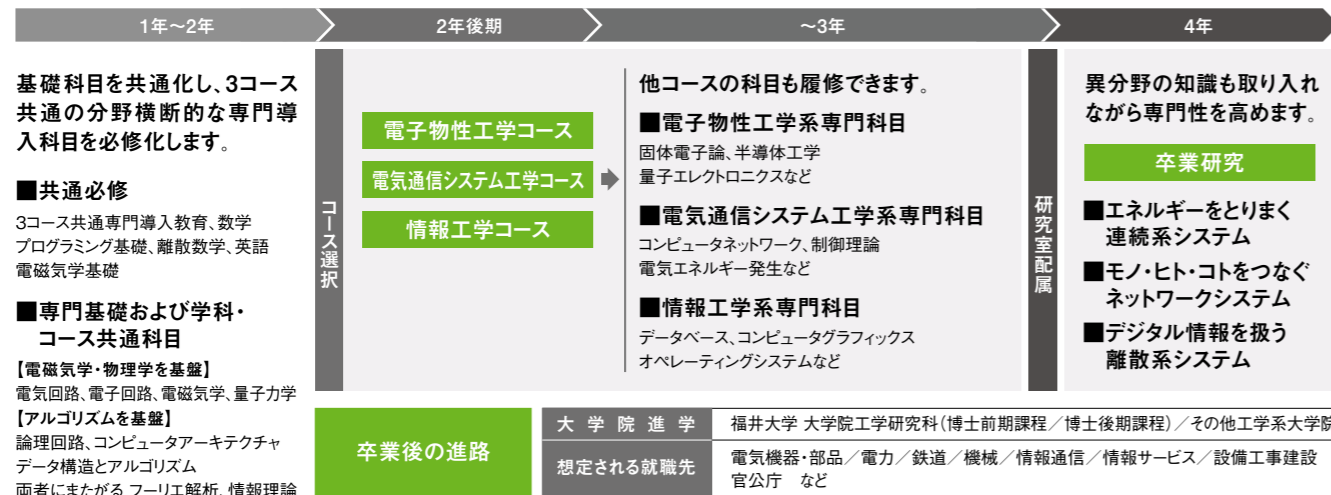 1年～2年
2年後期
～3年
4年
基礎科目を共通化し、3コース
共通の分野横断的な専門導
入科目を必修化します。
■共通必修
3コース共通専門導入教育、数学
プログラミング基礎、離散数学、英語
電磁気学基礎
■専門基礎および学科・
コース共通科目
【電磁気学・物理学を基盤】
電気回路、電子回路、電磁気学、量子力学
【アルゴリズムを基盤】
論理回路、コンピュータアーキテクチャ
データ構造とアルゴリズム
両者にまたがる フーリエ解析、情報理論
コース選択
電子物性工学コース
電気通信システム工学コース
情報工学コース
他コースの科目も履修できます。
■電子物性工学系専門科目
固体電子論、半導体工学
量子エレクトロニクスなど
■電気通信システム工学系専門科目
コンピュータネットワーク、制御理論
電気エネルギー発生など
■情報工学系専門科目
データベース、コンピュータグラフィックス
オペレーティングシステムなど
研究室配属
異分野の知識も取り入れ
ながら専門性を高めます。
卒業研究
■エネルギーをとりまく
連続系システム
■モノ・ヒト・コトをつなぐ
ネットワークシステム
■デジタル情報を扱う
離散系システム
卒業後の進路
大学院進学
福井大学 大学院工学研究科（博士前期課程／博士後期課程）／その他工学系大学院
想定される就職先
電気機器・部品／電力／鉄道／機械／情報通信／情報サービス／設備工事建設
官公庁 など